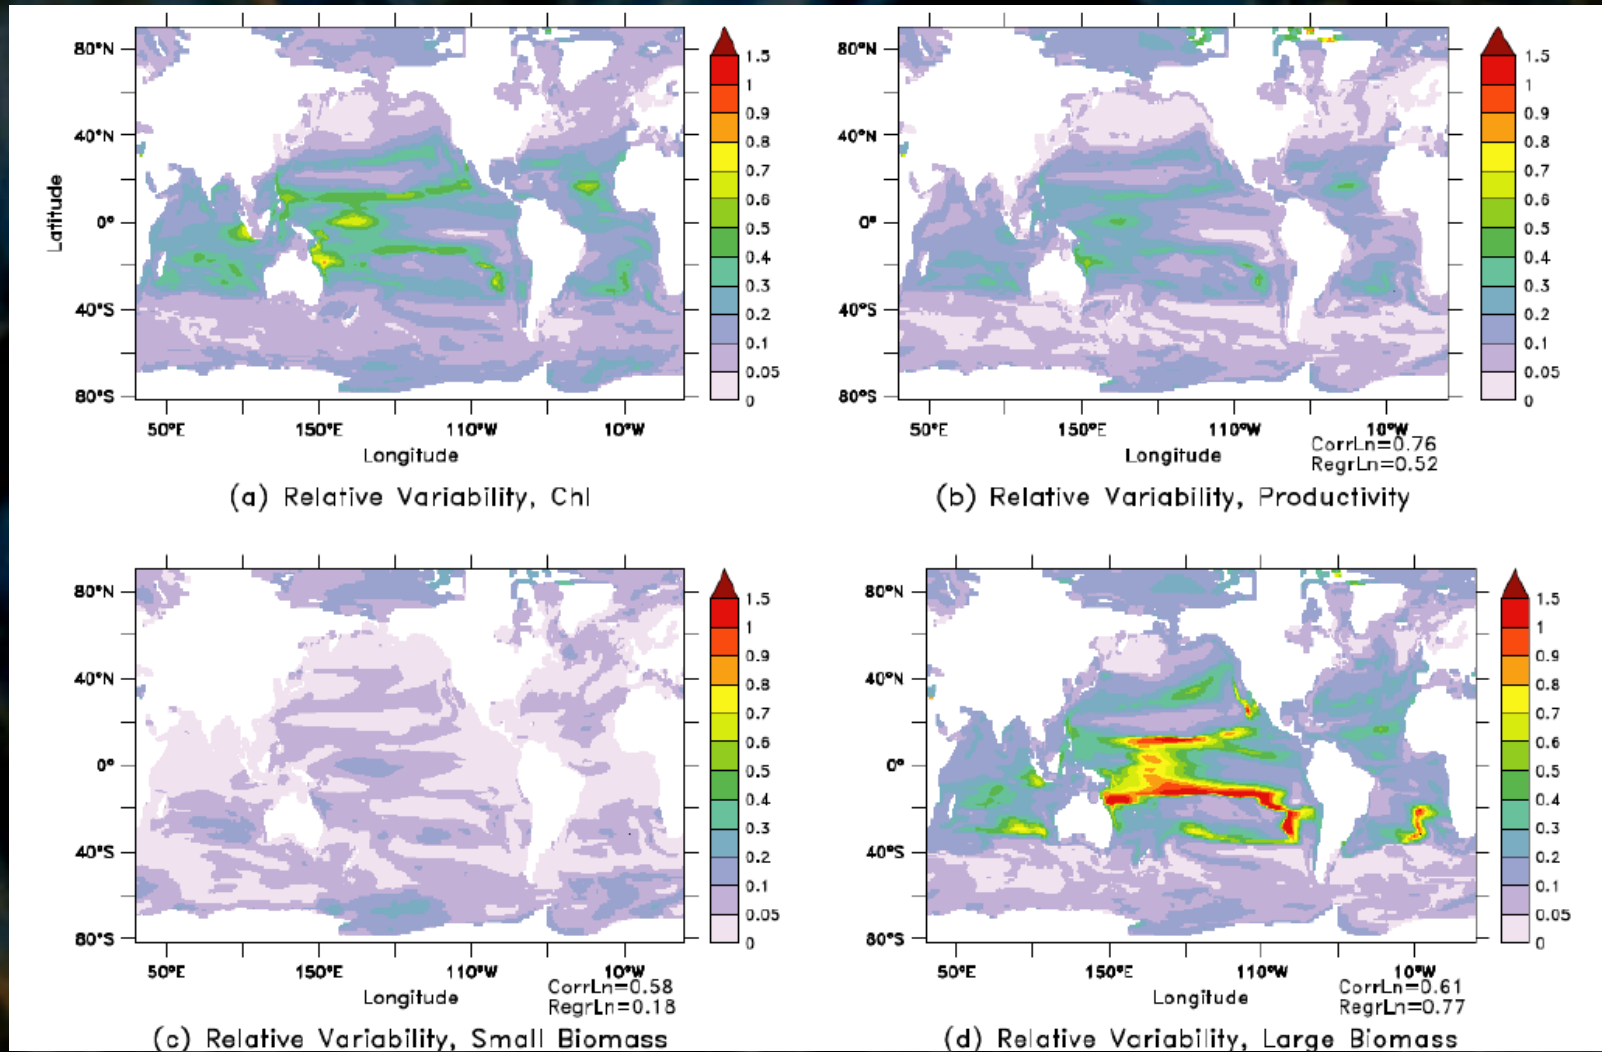 80°N
40°N
0°
40°S
80°S
Latitude
50°E 150°E 110°W 10°W
Longitude
1.5
1
0.9
0.8
0.7
0.6
0.5
0.4
0.3
0.2
0.1
0.05
0
(a) Relative Variability, Chl
80°N
40°N
0°
40°S
80°S
50°E 150°E 110°W 10°W
Longitude
CorrLn=0.76
RegrLn=0.52
1.5
1
0.9
0.8
0.7
0.6
0.5
0.4
0.3
0.2
0.1
0.05
0
(b) Relative Variability, Productivity
80°N
40°N
0°
40°S
80°S
50°E 150°E 110°W 10°W
Longitude
CorrLn=0.58
RegrLn=0.18
1.5
1
0.9
0.8
0.7
0.6
0.5
0.4
0.3
0.2
0.1
0.05
0
(c) Relative Variability, Small Biomass
80°N
40°N
0°
40°S
80°S
50°E 150°E 110°W 10°W
Longitude
CorrLn=0.61
RegrLn=0.77
1.5
1
0.9
0.8
0.7
0.6
0.5
0.4
0.3
0.2
0.1
0.05
0
(d) Relative Variability, Large Biomass